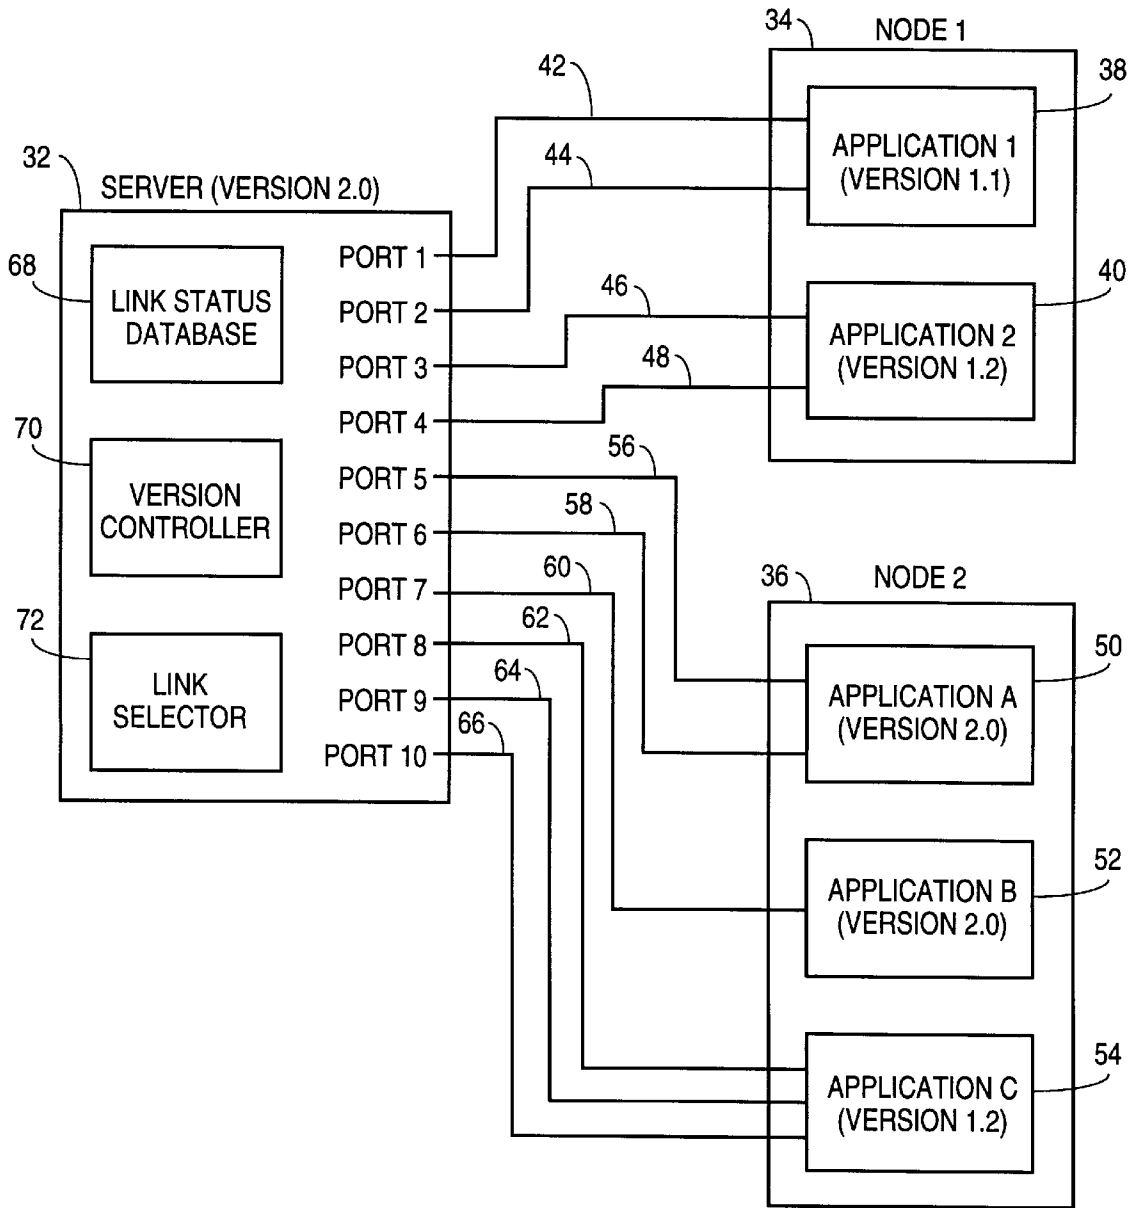 34
NODE 1
42
38
APPLICATION 1
(VERSION 1.1)
44
32
SERVER (VERSION 2.0)
68
LINK STATUS
DATABASE
PORT 1
PORT 2
PORT 3
PORT 4
PORT 5
PORT 6
PORT 7
PORT 8
PORT 9
PORT 10
70
VERSION
CONTROLLER
72
LINK
SELECTOR
46
40
APPLICATION 2
(VERSION 1.2)
48
56
58
60
62
64
66
36
NODE 2
50
APPLICATION A
(VERSION 2.0)
52
APPLICATION B
(VERSION 2.0)
54
APPLICATION C
(VERSION 1.2)